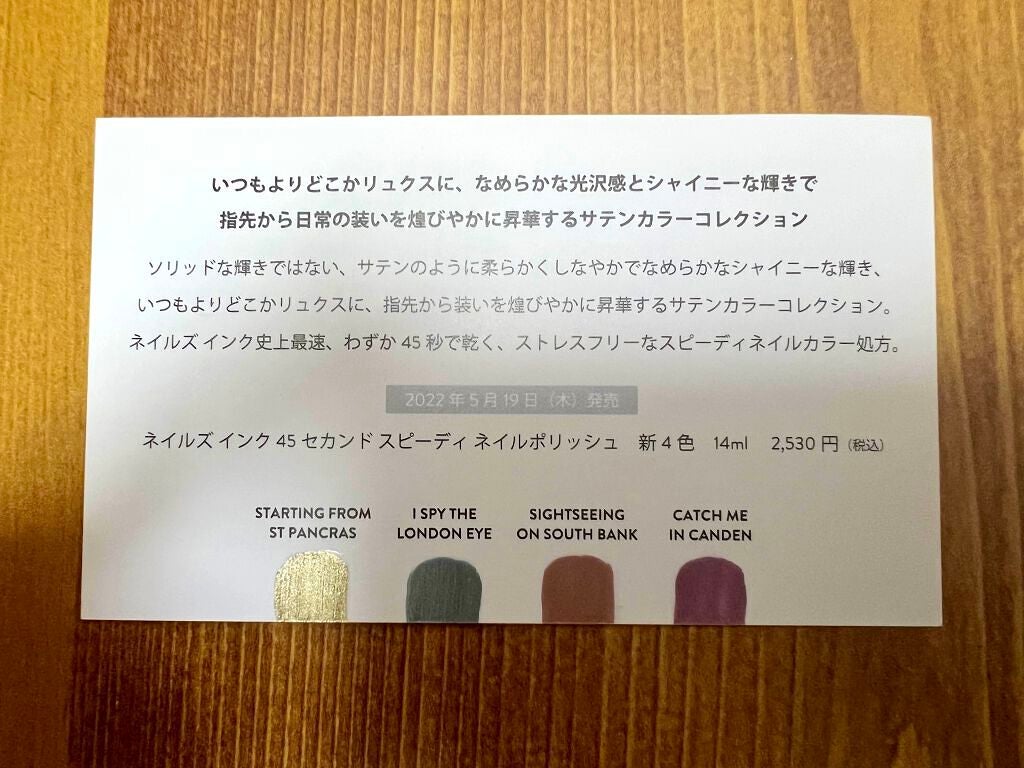 いつもよりどこかリュクスに、なめらかな光沢感とシャイニーな輝きで
指先から日常の装いを煌びやかに昇華するサテンカラーコレクション
ソリッドな輝きではない、サテンのように柔らかくしなやかでなめらかなシャイニーな輝き、
いつもよりどこかリュクスに、指先から装いを煌びやかに昇華するサテンカラーコレクション。
ネイルズ インク史上最速、わずか 45 秒で乾く、ストレスフリーなスピーディネイルカラー処方。
2022 年 5 月 19 日（木）発売
ネイルズ インク 45 セカンド スピーディ ネイルポリッシュ 新 4 色 14ml 2,530 円（税込）
STARTING FROM ST PANCRAS
I SPY THE LONDON EYE
SIGHTSEEING ON SOUTH BANK
CATCH ME IN CANDEN